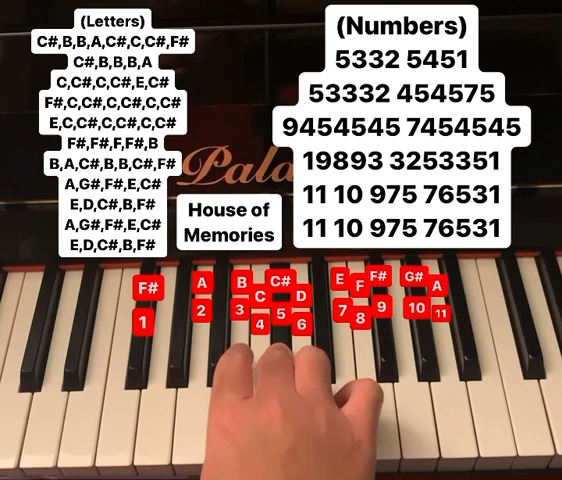 (Letters)
C#,B,B,A,C#,C,C#,F#
C#,B,B,B,A
C,C#,C,C#,E,C#
F#,C,C#,C,C#,C,C#
E,C,C#,C,C#,C,C#
F#,F#,F,F#,B
B,A,C#,B,B,C#,F#
A,G#,F#,E,C#
E,D,C#,B,F#
A,G#,F#,E,C#
E,D,C#,B,F#
(Numbers)
5332 5451
53332 454575
9454545 7454545
19893 3253351
11 10 975 76531
11 10 975 76531
Pala
House of
Memories
F# A B C C# D E F F# G# A
1 2 3 4 5 6 7 8 9 10 11